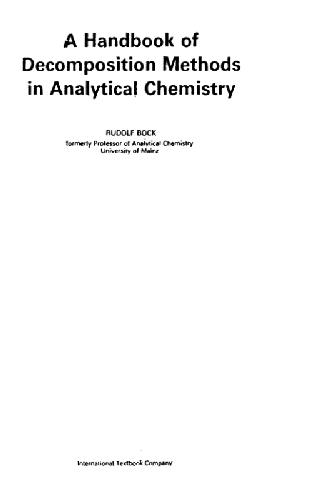 A Handbook of
Decomposition Methods
in Analytical Chemistry
RUDOLF BOCK
formerly Professor of Analytical Chemistry
University of Mainz
International Textbook Company